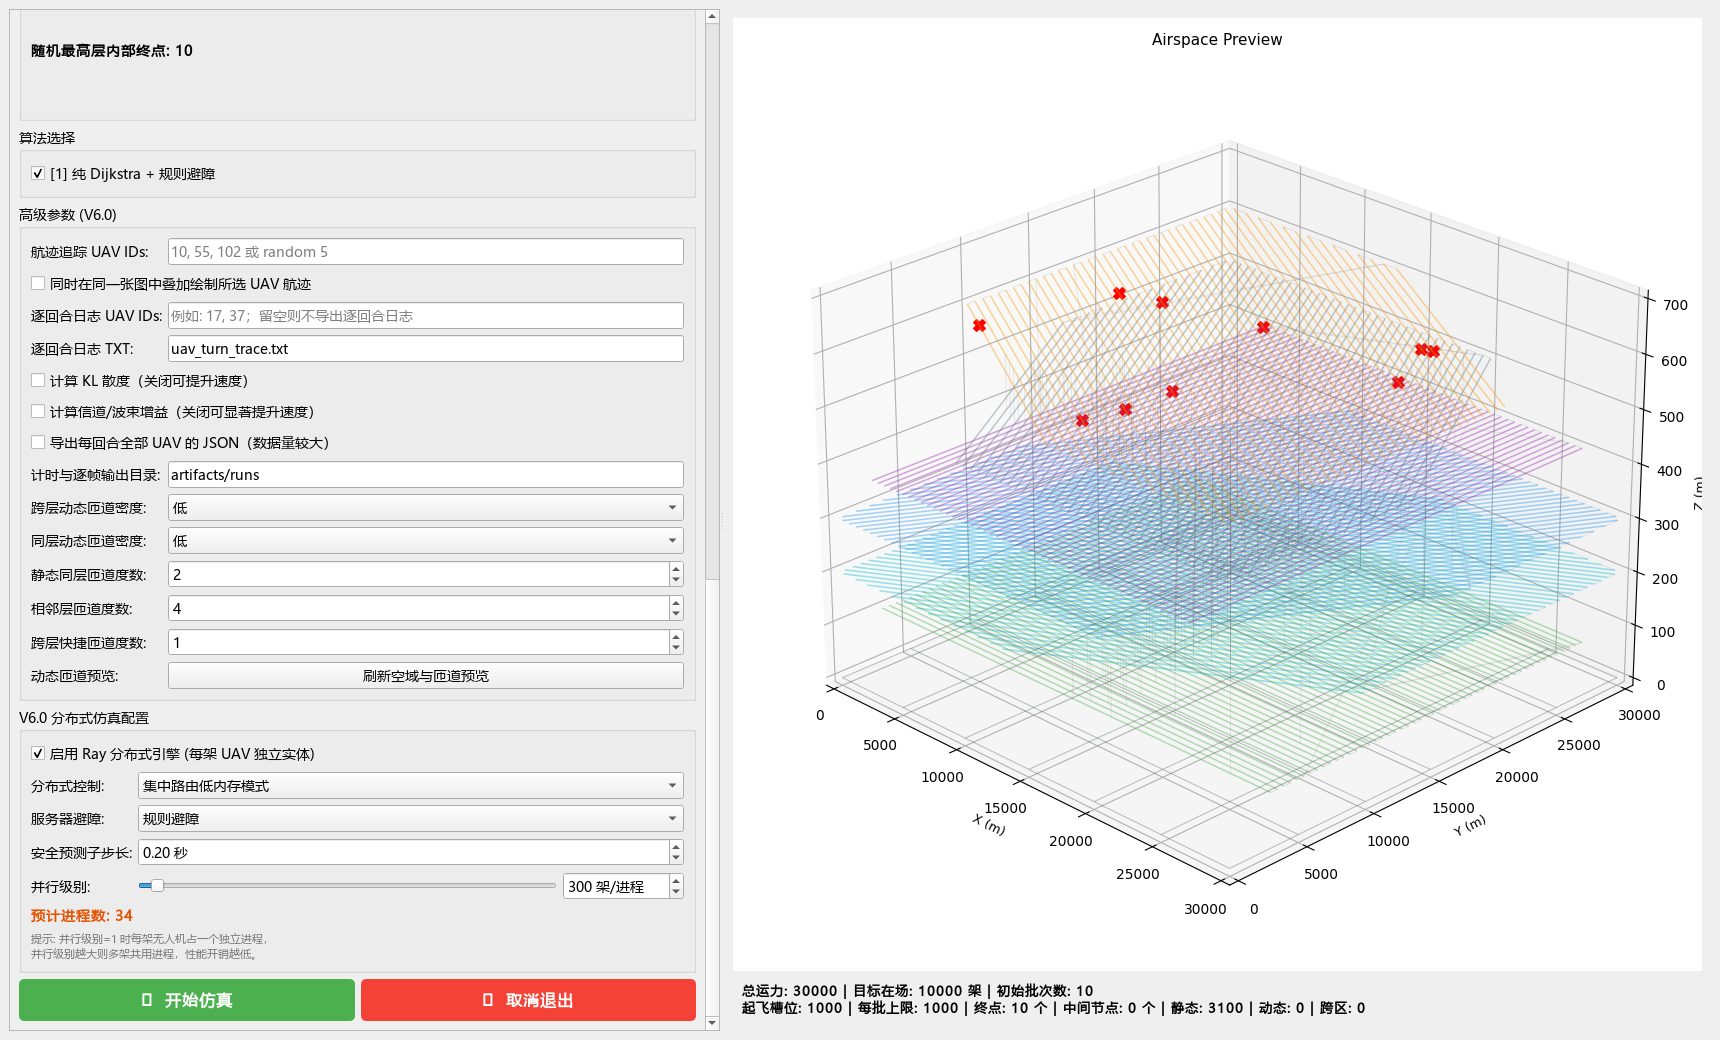 随机最高层内部终点: 10
算法选择
[1] 纯 Dijkstra + 规则避障
高级参数 (V6.0)
航迹追踪 UAV IDs:
10, 55, 102 或 random 5
同时在同一张图中叠加绘制所选 UAV 航迹
逐回合日志 UAV IDs:
例如: 17, 37；留空则不导出逐回合日志
逐回合日志 TXT:
uav_turn_trace.txt
计算 KL 散度（关闭可提升速度）
计算信道/波束增益（关闭可显著提升速度）
导出每回合全部 UAV 的 JSON（数据量较大）
计时与逐帧输出目录:
artifacts/runs
跨层动态匝道密度:
低
同层动态匝道密度:
低
静态同层匝道度数:
2
相邻层匝道度数:
4
跨层快捷匝道度数:
1
动态匝道预览:
刷新空域与匝道预览
V6.0 分布式仿真配置
启用 Ray 分布式引擎 (每架 UAV 独立实体)
分布式控制:
集中路由低内存模式
服务器避障:
规则避障
安全预测子步长:
0.20 秒
并行级别:
300 架/进程
预计进程数: 34
提示: 并行级别=1 时每架无人机占一个独立进程，
并行级别越大则多架共用进程，性能开销越低。
开始仿真
取消退出
Airspace Preview
700
600
500
400
300
200
100
0
Z (m)
0
5000
10000
15000
20000
25000
30000
X (m)
0
5000
10000
15000
20000
25000
30000
Y (m)
总运力: 30000 | 目标在场: 10000 架 | 初始批次数: 10
起飞槽位: 1000 | 每批上限: 1000 | 终点: 10 个 | 中间节点: 0 个 | 静态: 3100 | 动态: 0 | 跨区: 0